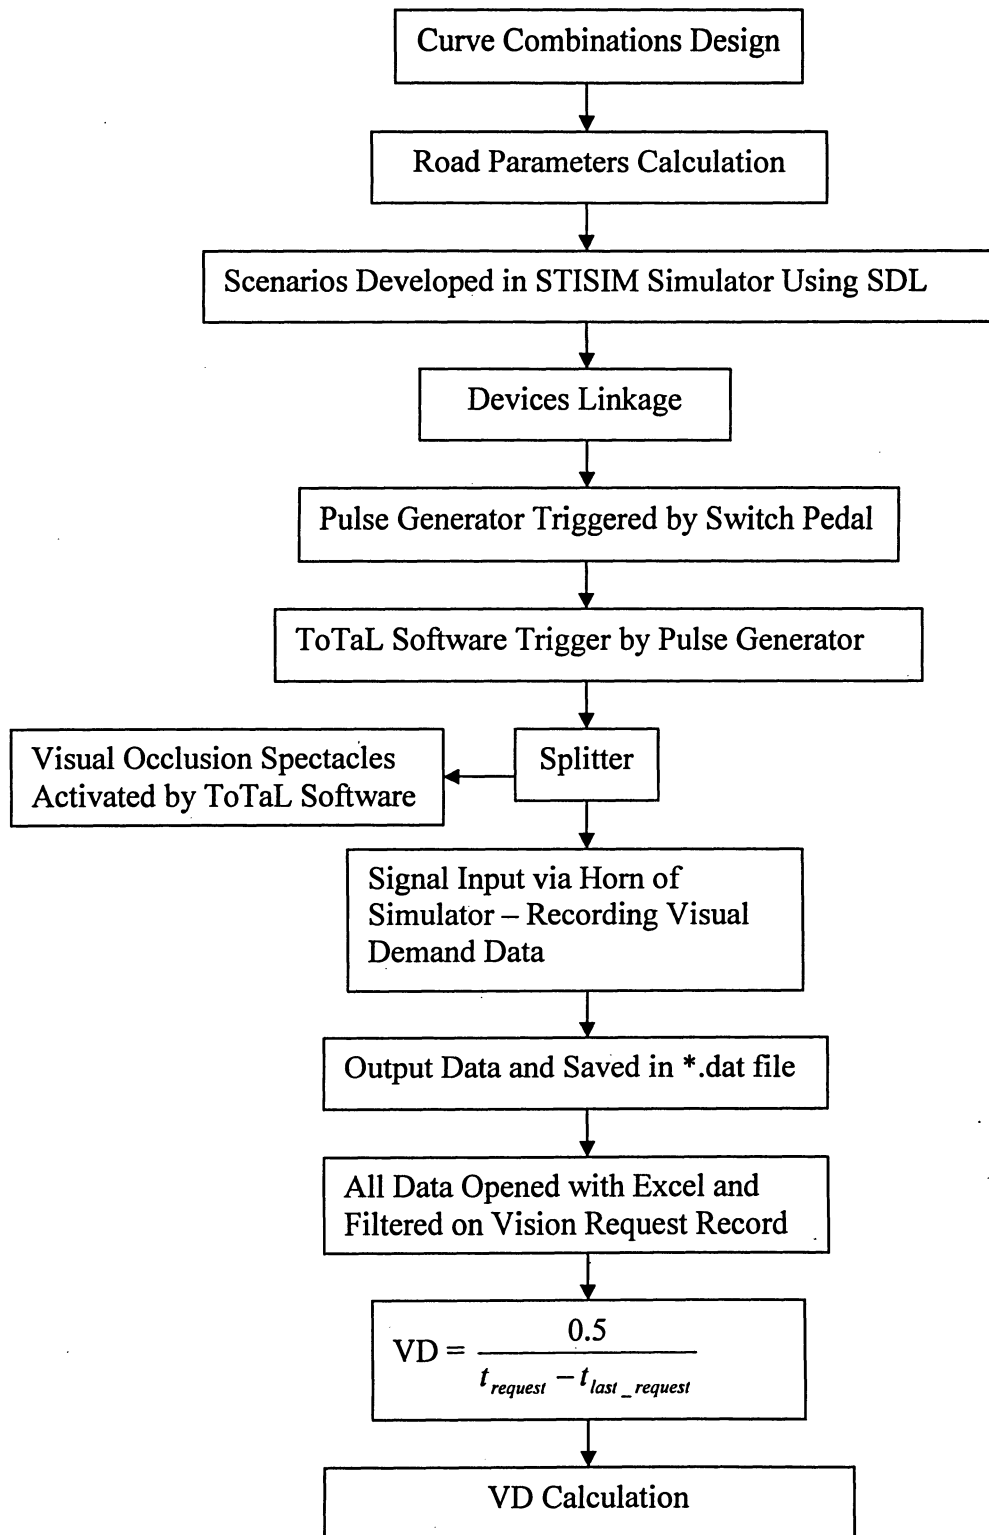 Curve Combinations Design
Road Parameters Calculation
Scenarios Developed in STISIM Simulator Using SDL
Devices Linkage
Pulse Generator Triggered by Switch Pedal
ToTaL Software Trigger by Pulse Generator
Splitter
Visual Occlusion Spectacles
Activated by ToTaL Software
Signal Input via Horn of
Simulator – Recording Visual
Demand Data
Output Data and Saved in *.dat file
All Data Opened with Excel and
Filtered on Vision Request Record
VD = 0.5 / t_request − t_last_request
VD Calculation